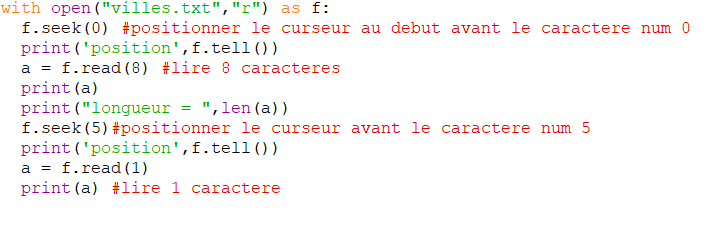 with open("villes.txt","r") as f:
  f.seek(0) #positionner le curseur au debut avant le caractere num 0
  print('position',f.tell())
  a = f.read(8) #lire 8 caracteres
  print(a)
  print("longueur = ",len(a))
  f.seek(5)#positionner le curseur avant le caractere num 5
  print('position',f.tell())
  a = f.read(1)
  print(a) #lire 1 caractere